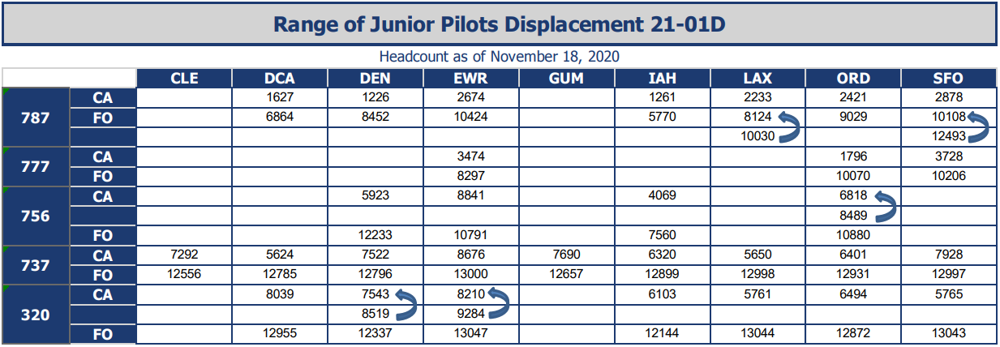 Range of Junior Pilots Displacement 21-01D
Headcount as of November 18, 2020
CLE DCA DEN EWR GUM IAH LAX ORD SFO
787
CA 1627 1226 2674 1261 2233 2421 2878
FO 6864 8452 10424 5770 8124 9029 10108
10030 12493
777
CA 3474 1796 3728
FO 8297 10070 10206
756
CA 5923 8841 4069 6818
8489
FO 12233 10791 7560 10880
737
CA 7292 5624 7522 8676 7690 6320 5650 6401 7928
FO 12556 12785 12796 13000 12657 12899 12998 12931 12997
320
CA 8039 7543 8210 6103 5761 6494 5765
8519 9284
FO 12955 12337 13047 12144 13044 12872 13043